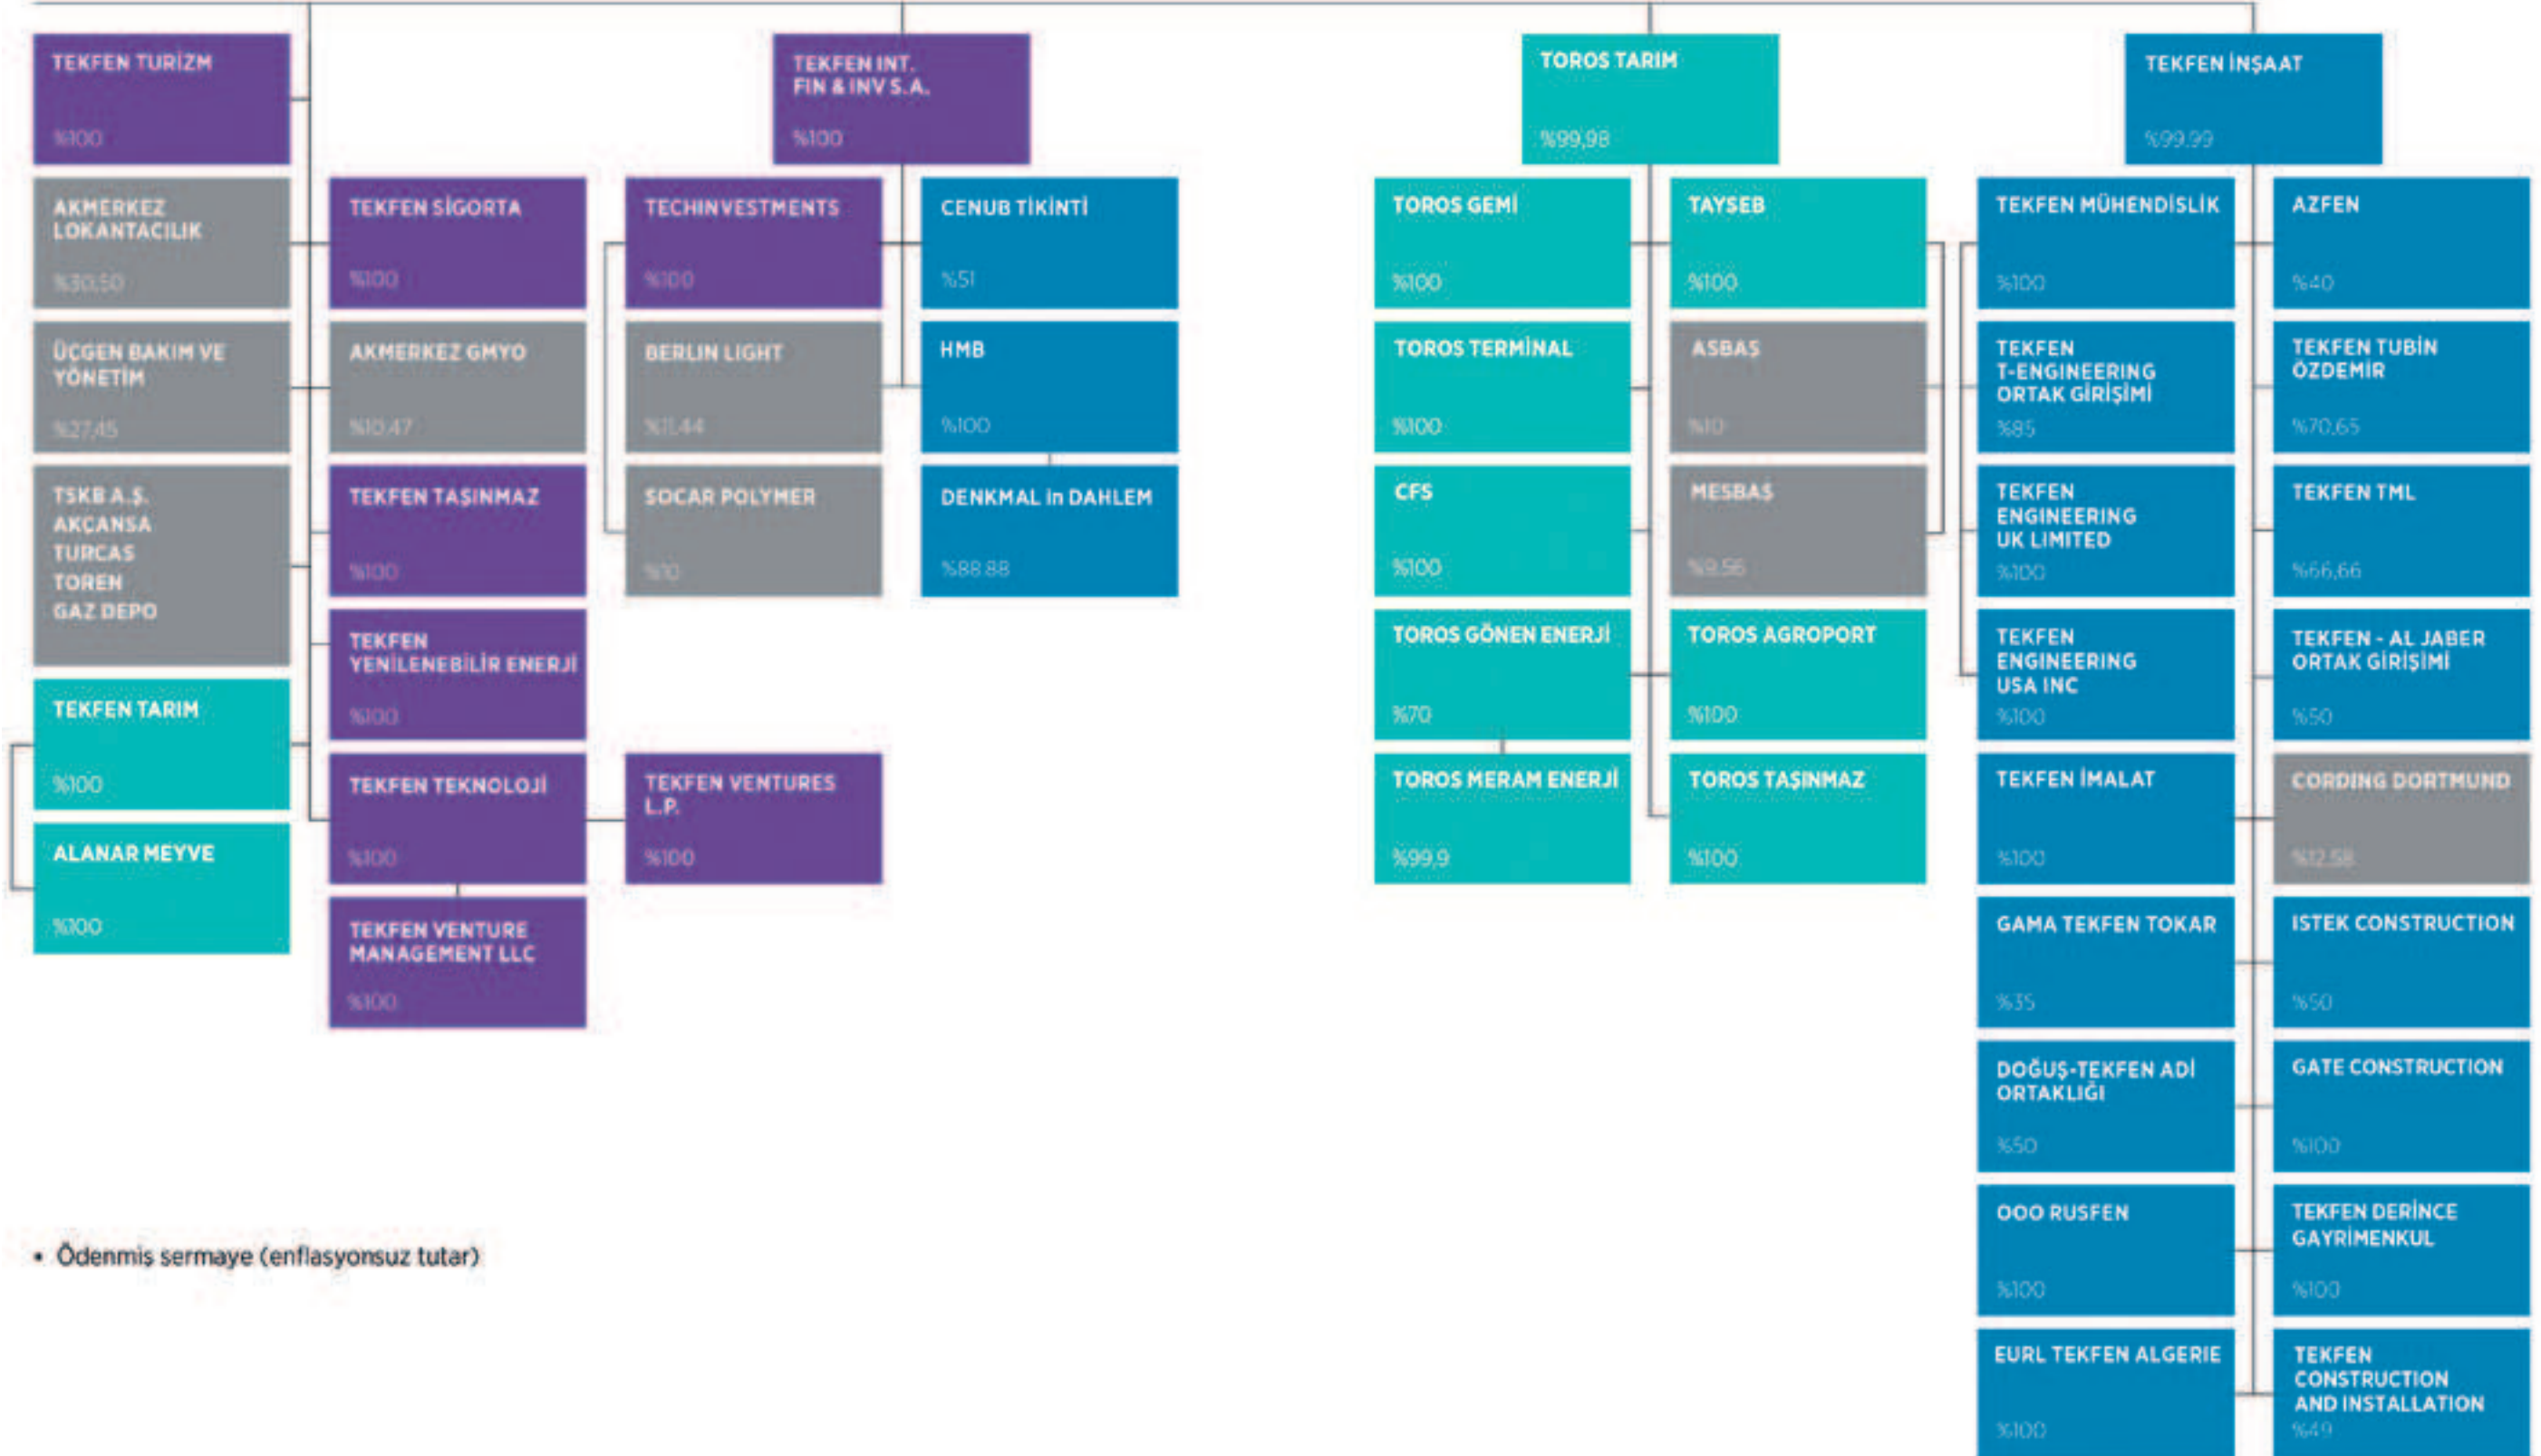 TEKFEN TURİZM
%100
TEKFEN INT.
FIN & INV S.A.
%100
TOROS TARIM
%99,98
TEKFEN İNŞAAT
%99.99
AKMERKEZ
LOKANTACILIK
%30,50
TEKFEN SİGORTA
%100
TECHINVESTMENTS
%100
CENUB TİKİNTİ
%51
TOROS GEMİ
%100
TAYSEB
%100
TEKFEN MÜHENDİSLİK
%100
AZFEN
%40
ÜÇGEN BAKIM VE
YÖNETİM
%27,45
AKMERKEZ GMYO
%10,47
BERLIN LIGHT
%11,44
HMB
%100
TOROS TERMİNAL
%100
ASBAŞ
%10
TEKFEN
T-ENGINEERING
ORTAK GİRİŞİMİ
%85
TEKFEN TUBİN
ÖZDEMİR
%70,65
TSKB A.Ş.
AKÇANSA
TURCAS
TOREN
GAZ DEPO
TEKFEN TAŞINMAZ
%100
SOCAR POLYMER
%10
DENKMAL in DAHLEM
%88.88
CFS
%100
MESBAŞ
%9,56
TEKFEN
ENGINEERING
UK LIMITED
%100
TEKFEN TML
%66,66
TEKFEN
YENİLENEBİLİR ENERJİ
%100
TOROS GÖNEN ENERJİ
%70
TOROS AGROPORT
%100
TEKFEN
ENGINEERING
USA INC
%100
TEKFEN - AL JABER
ORTAK GİRİŞİMİ
%50
TEKFEN TARIM
%100
TEKFEN TEKNOLOJİ
%100
TEKFEN VENTURES
L.P.
%100
TOROS MERAM ENERJİ
%99,9
TOROS TAŞINMAZ
%100
TEKFEN İMALAT
%100
CORDING DORTMUND
%12,58
ALANAR MEYVE
%100
TEKFEN VENTURE
MANAGEMENT LLC
%100
GAMA TEKFEN TOKAR
%35
ISTEK CONSTRUCTION
%50
DOĞUŞ-TEKFEN ADİ
ORTAKLIĞI
%50
GATE CONSTRUCTION
%100
OOO RUSFEN
%100
TEKFEN DERİNCE
GAYRİMENKUL
%100
• Ödenmiş sermaye (enflasyonsuz tutar)
EURL TEKFEN ALGERIE
%100
TEKFEN
CONSTRUCTION
AND INSTALLATION
%49